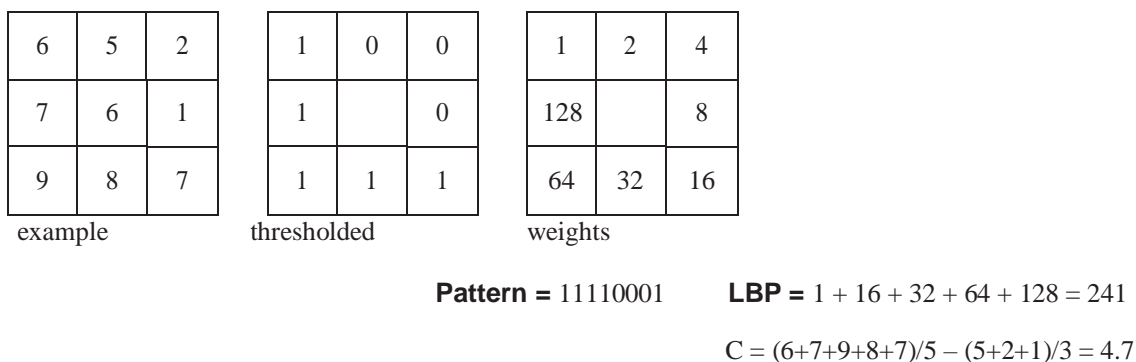 6 5 2 1 0 0 1 2 4
7 6 1 1 0 128 8
9 8 7 1 1 1 64 32 16
example thresholded weights
Pattern = 11110001 LBP = 1 + 16 + 32 + 64 + 128 = 241
C = (6+7+9+8+7)/5 – (5+2+1)/3 = 4.7